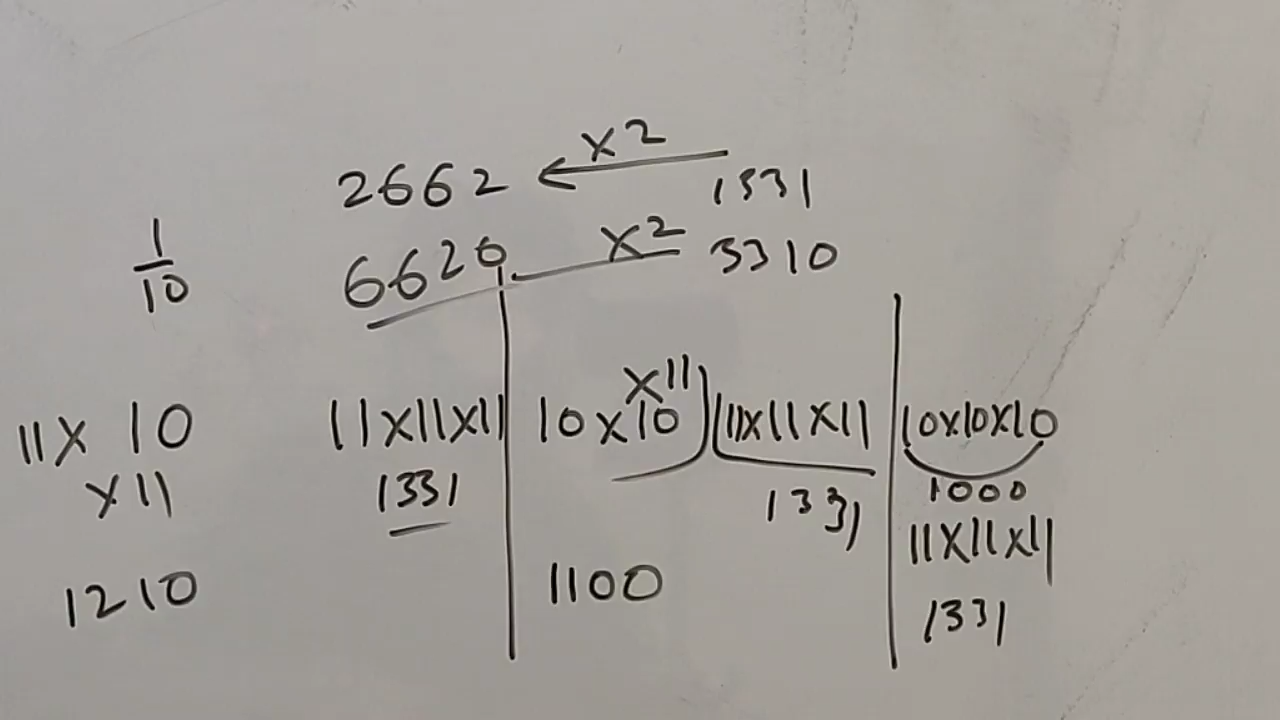 2662 ← x2 1331
1
10
6620 x2 3310
x11
11x 10
11x11x11 10x10 11x11x11 10x10x10
x11
1331 1331 1000
11x11x11
1210 1100 1331